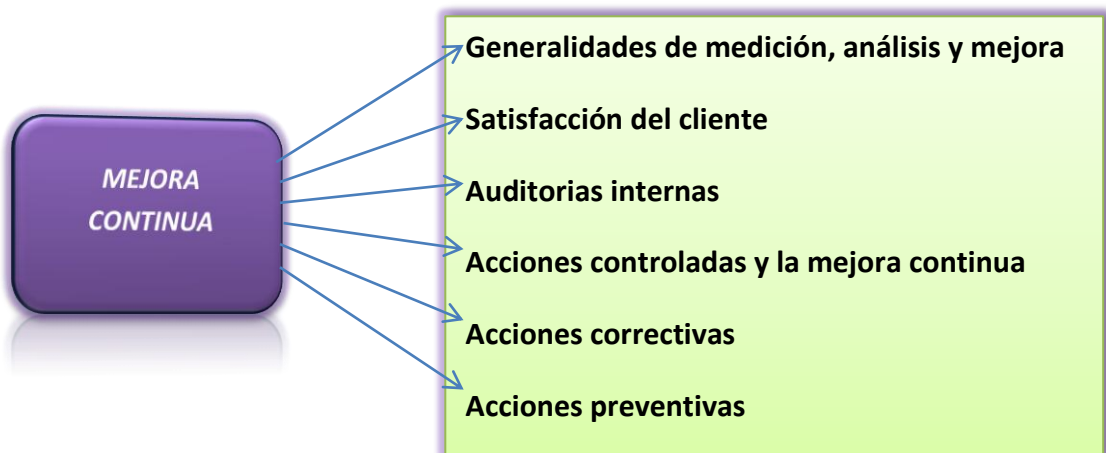 MEJORA
CONTINUA
Generalidades de medición, análisis y mejora
Satisfacción del cliente
Auditorias internas
Acciones controladas y la mejora continua
Acciones correctivas
Acciones preventivas